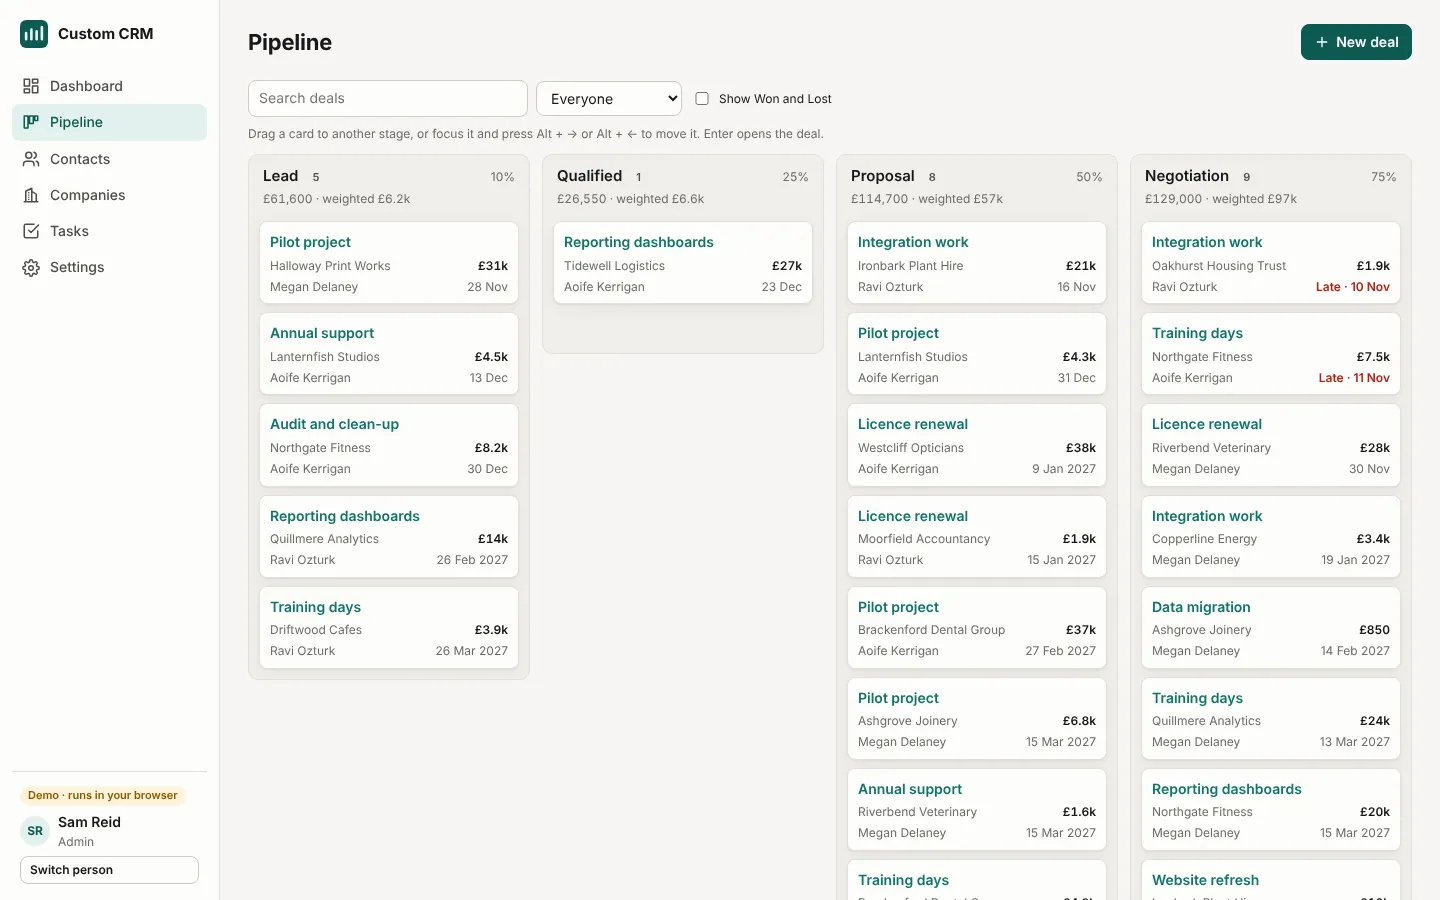 Custom CRM
Dashboard
Pipeline
Contacts
Companies
Tasks
Settings
Demo · runs in your browser
SR
Sam Reid
Admin
Switch person
Pipeline
+ New deal
Search deals
Everyone
Show Won and Lost
Drag a card to another stage, or focus it and press Alt + → or Alt + ← to move it. Enter opens the deal.
Lead 5 10%
£61,600 · weighted £6.2k
Pilot project
Halloway Print Works £31k
Megan Delaney 28 Nov
Annual support
Lanternfish Studios £4.5k
Aoife Kerrigan 13 Dec
Audit and clean-up
Northgate Fitness £8.2k
Aoife Kerrigan 30 Dec
Reporting dashboards
Quillmere Analytics £14k
Ravi Ozturk 26 Feb 2027
Training days
Driftwood Cafes £3.9k
Ravi Ozturk 26 Mar 2027
Qualified 1 25%
£26,550 · weighted £6.6k
Reporting dashboards
Tidewell Logistics £27k
Aoife Kerrigan 23 Dec
Proposal 8 50%
£114,700 · weighted £57k
Integration work
Ironbark Plant Hire £21k
Ravi Ozturk 16 Nov
Pilot project
Lanternfish Studios £4.3k
Aoife Kerrigan 31 Dec
Licence renewal
Westcliff Opticians £38k
Aoife Kerrigan 9 Jan 2027
Licence renewal
Moorfield Accountancy £1.9k
Ravi Ozturk 15 Jan 2027
Pilot project
Brackenford Dental Group £37k
Aoife Kerrigan 27 Feb 2027
Pilot project
Ashgrove Joinery £6.8k
Megan Delaney 15 Mar 2027
Annual support
Riverbend Veterinary £1.6k
Megan Delaney 15 Mar 2027
Training days
Negotiation 9 75%
£129,000 · weighted £97k
Integration work
Oakhurst Housing Trust £1.9k
Ravi Ozturk Late · 10 Nov
Training days
Northgate Fitness £7.5k
Aoife Kerrigan Late · 11 Nov
Licence renewal
Riverbend Veterinary £28k
Megan Delaney 30 Nov
Integration work
Copperline Energy £3.4k
Megan Delaney 19 Jan 2027
Data migration
Ashgrove Joinery £850
Megan Delaney 14 Feb 2027
Training days
Quillmere Analytics £24k
Megan Delaney 13 Mar 2027
Reporting dashboards
Northgate Fitness £20k
Megan Delaney 15 Mar 2027
Website refresh